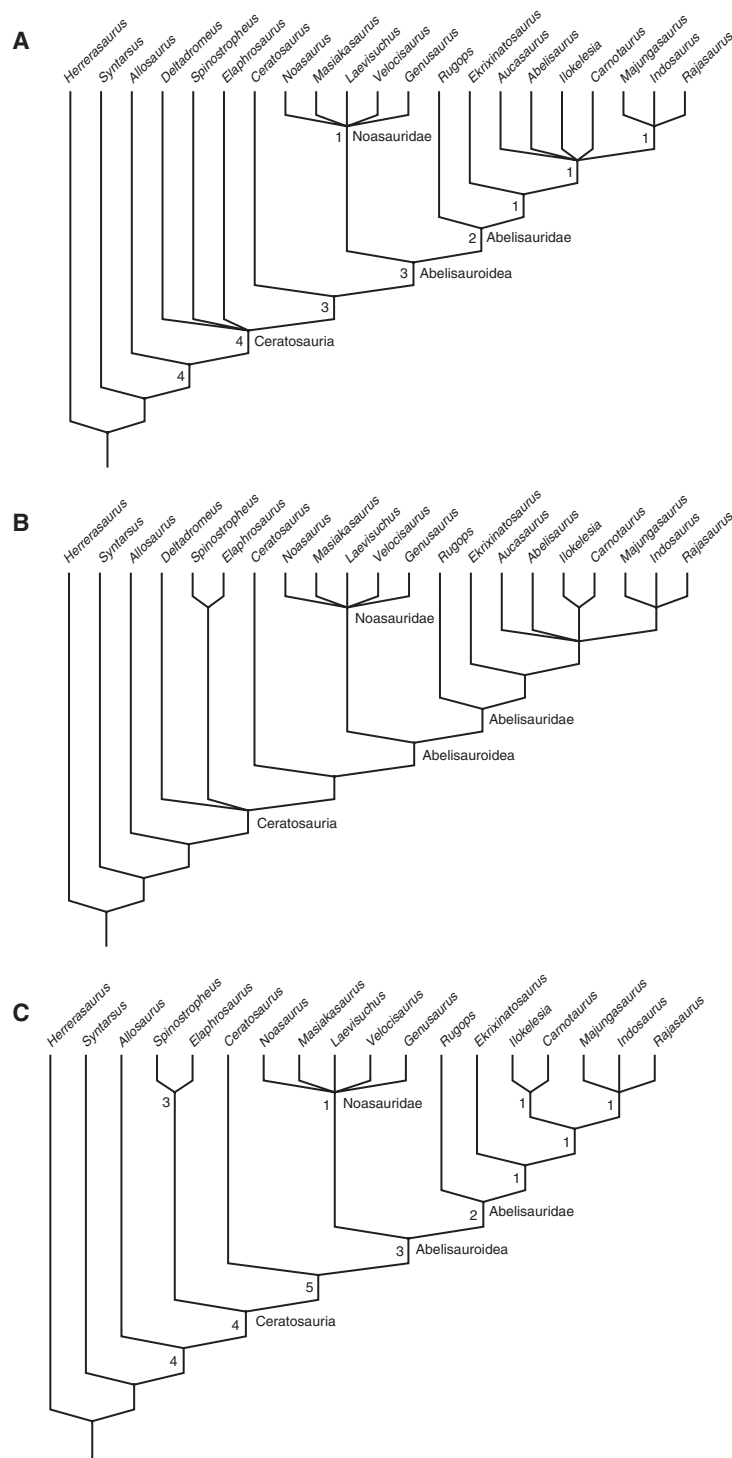 A
Herrerasaurus
Syntarsus
Allosaurus
Deltadromeus
Spinostropheus
Elaphrosaurus
Ceratosaurus
Noasaurus
Masiakasaurus
Laevisuchus
Velocisaurus
Genusaurus
Rugops
Ekrixinatosaurus
Aucasaurus
Abelisaurus
Ilokelesia
Carnotaurus
Majungasaurus
Indosaurus
Rajasaurus
1 Noasauridae
1
1
1
2 Abelisauridae
3 Abelisauroidea
3
4 Ceratosauria
4
B
Herrerasaurus
Syntarsus
Allosaurus
Deltadromeus
Spinostropheus
Elaphrosaurus
Ceratosaurus
Noasaurus
Masiakasaurus
Laevisuchus
Velocisaurus
Genusaurus
Rugops
Ekrixinatosaurus
Aucasaurus
Abelisaurus
Ilokelesia
Carnotaurus
Majungasaurus
Indosaurus
Rajasaurus
Noasauridae
Abelisauridae
Abelisauroidea
Ceratosauria
C
Herrerasaurus
Syntarsus
Allosaurus
Spinostropheus
Elaphrosaurus
Ceratosaurus
Noasaurus
Masiakasaurus
Laevisuchus
Velocisaurus
Genusaurus
Rugops
Ekrixinatosaurus
Ilokelesia
Carnotaurus
Majungasaurus
Indosaurus
Rajasaurus
3
1 Noasauridae
1
1
1
1
2 Abelisauridae
3 Abelisauroidea
5
4 Ceratosauria
4